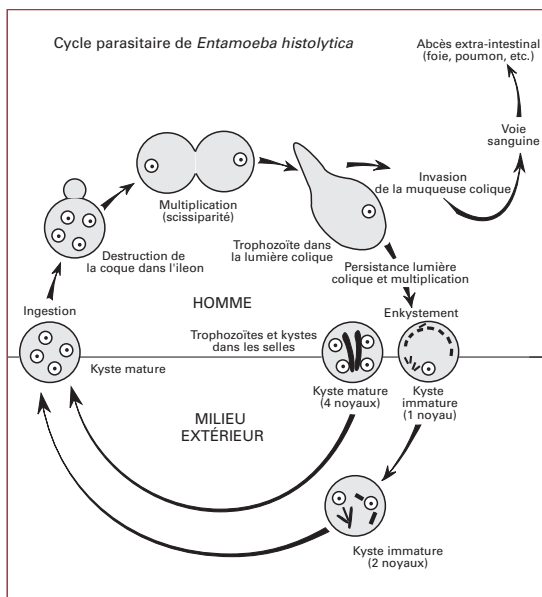 Cycle parasitaire de Entamoeba histolytica
Abcès extra-intestinal
(foie, poumon, etc.)
Voie
sanguine
Invasion
de la muqueuse colique
Multiplication
(scissiparité)
Trophozoïte dans
la lumière colique
Destruction de
la coque dans l'ileon
Persistance lumière
colique et multiplication
Ingestion
HOMME
Enkystement
Trophozoïtes et kystes
dans les selles
Kyste mature
Kyste mature
(4 noyaux)
Kyste
immature
(1 noyau)
MILIEU
EXTÉRIEUR
Kyste immature
(2 noyaux)